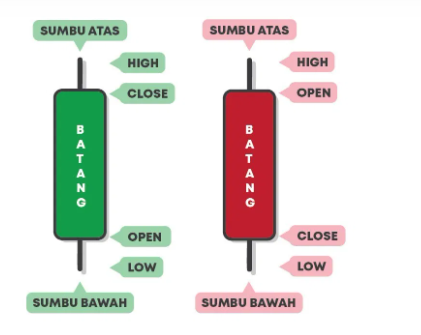 SUMBU ATAS
HIGH
CLOSE
BATANG
OPEN
LOW
SUMBU BAWAH
SUMBU ATAS
HIGH
OPEN
BATANG
CLOSE
LOW
SUMBU BAWAH